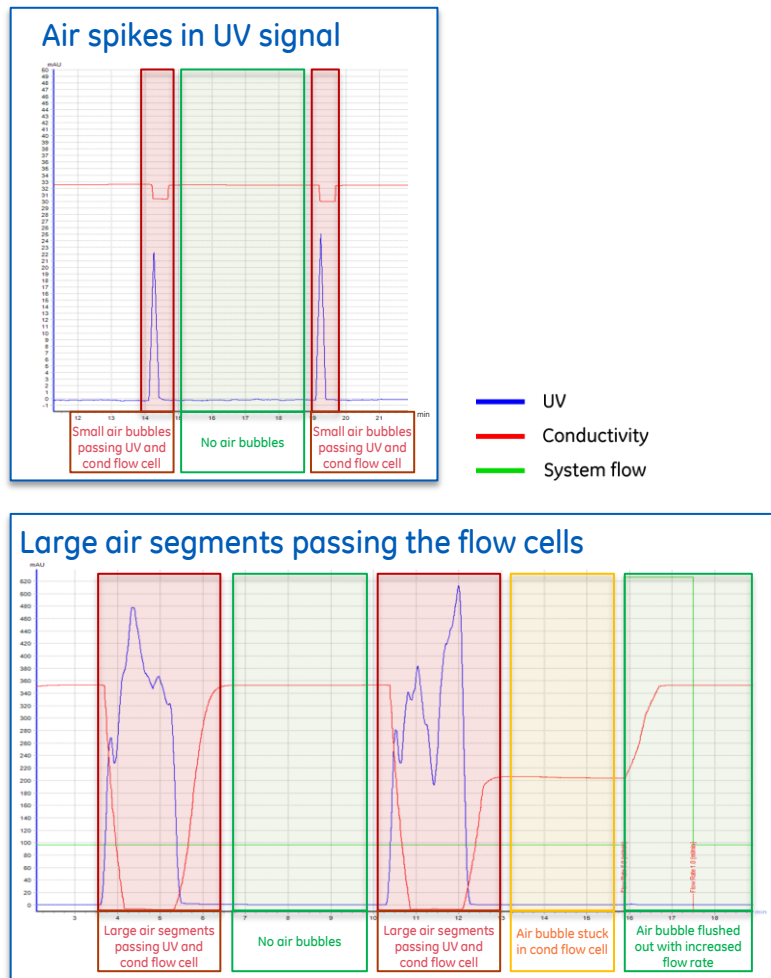 Air spikes in UV signal
mAU
50
49
48
47
46
45
44
43
42
41
40
39
38
37
36
35
34
33
32
31
30
29
28
27
26
25
24
23
22
21
20
19
18
17
16
15
14
13
12
11
10
9
8
7
6
5
4
3
2
1
0
-1
12 13 14 15 16 17 18 19 20 21 min
Small air bubbles
passing UV and
cond flow cell
No air bubbles
Small air bubbles
passing UV and
cond flow cell
UV
Conductivity
System flow
Large air segments passing the flow cells
mAU
620
480
460
440
420
400
380
360
340
320
300
280
260
240
220
200
180
160
140
120
100
80
60
40
20
0
4 5 6 7 8 9 10 11 12 13 14 15 16 17 18
Large air segments
passing UV and
cond flow cell
No air bubbles
Large air segments
passing UV and
cond flow cell
Air bubble stuck
in cond flow cell
Air bubble flushed
out with increased
flow rate
Flow Rate 1.0 [ml/min]